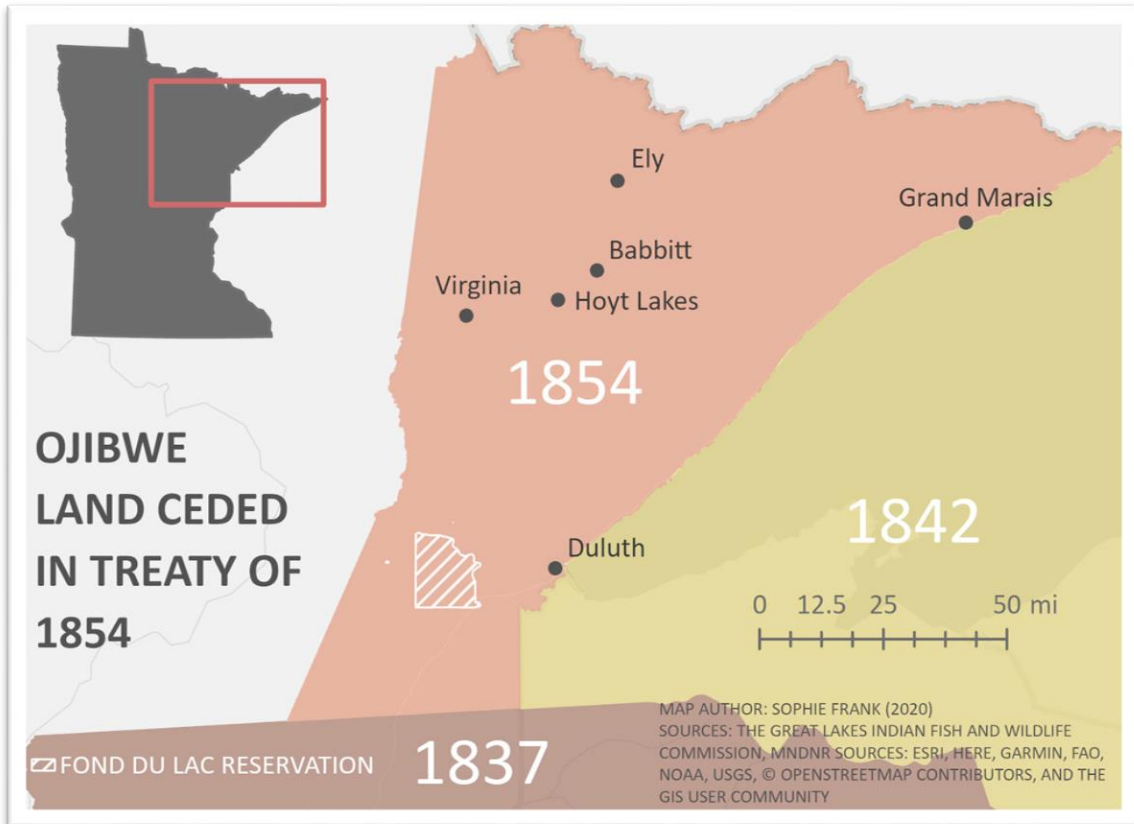 Ely
Grand Marais
Babbitt
Virginia
Hoyt Lakes
1854
OJIBWE
LAND CEDED
IN TREATY OF
1854
1842
Duluth
0 12.5 25 50 mi
MAP AUTHOR: SOPHIE FRANK (2020)
SOURCES: THE GREAT LAKES INDIAN FISH AND WILDLIFE
COMMISSION, MNDNR SOURCES: ESRI, HERE, GARMIN, FAO,
NOAA, USGS, © OPENSTREETMAP CONTRIBUTORS, AND THE
GIS USER COMMUNITY
FOND DU LAC RESERVATION
1837